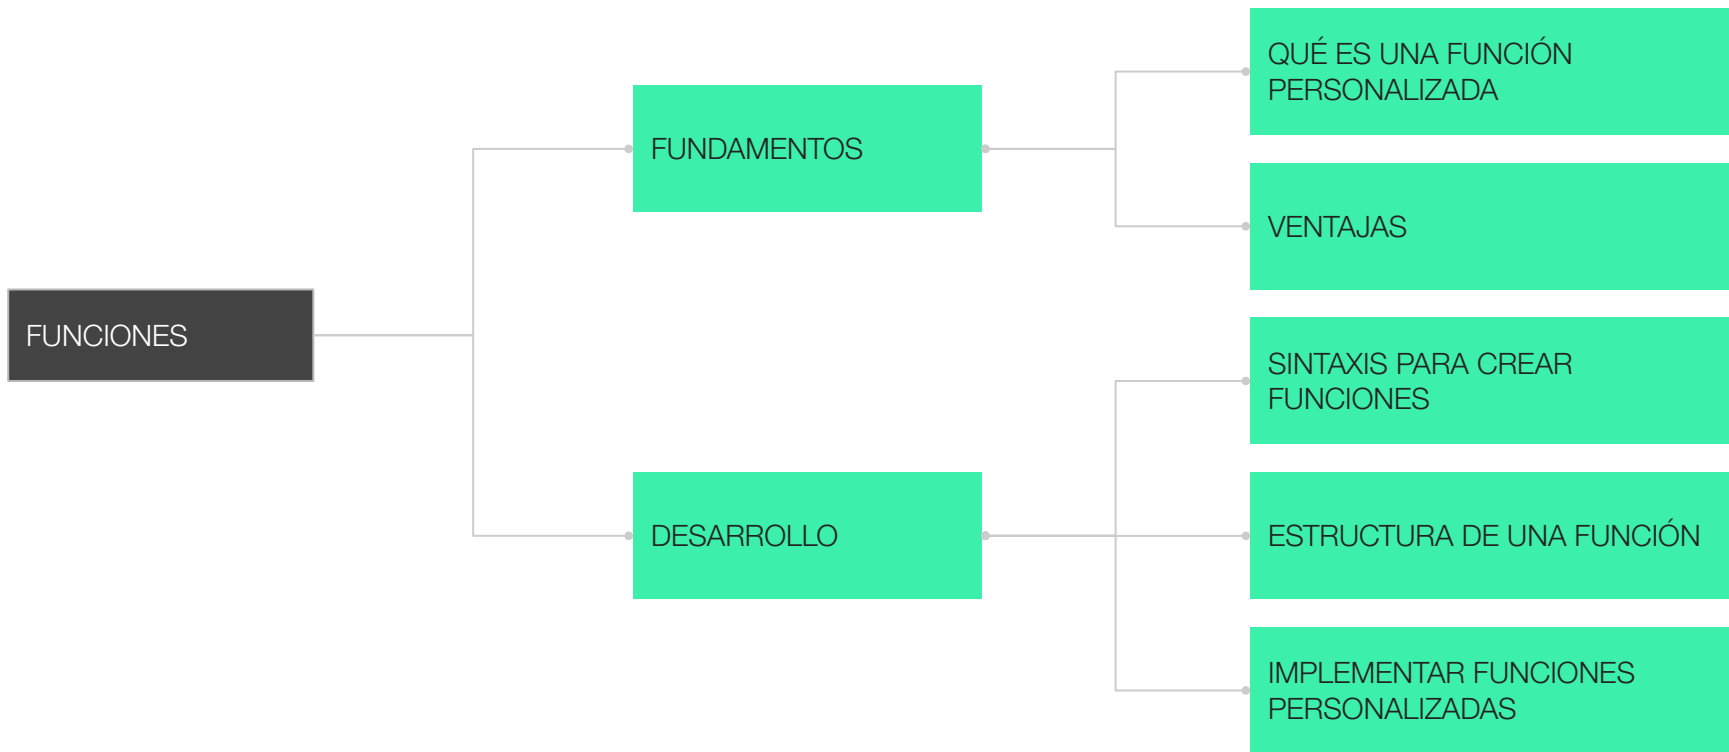 FUNCIONES
FUNDAMENTOS
QUÉ ES UNA FUNCIÓN
PERSONALIZADA
VENTAJAS
DESARROLLO
SINTAXIS PARA CREAR
FUNCIONES
ESTRUCTURA DE UNA FUNCIÓN
IMPLEMENTAR FUNCIONES
PERSONALIZADAS